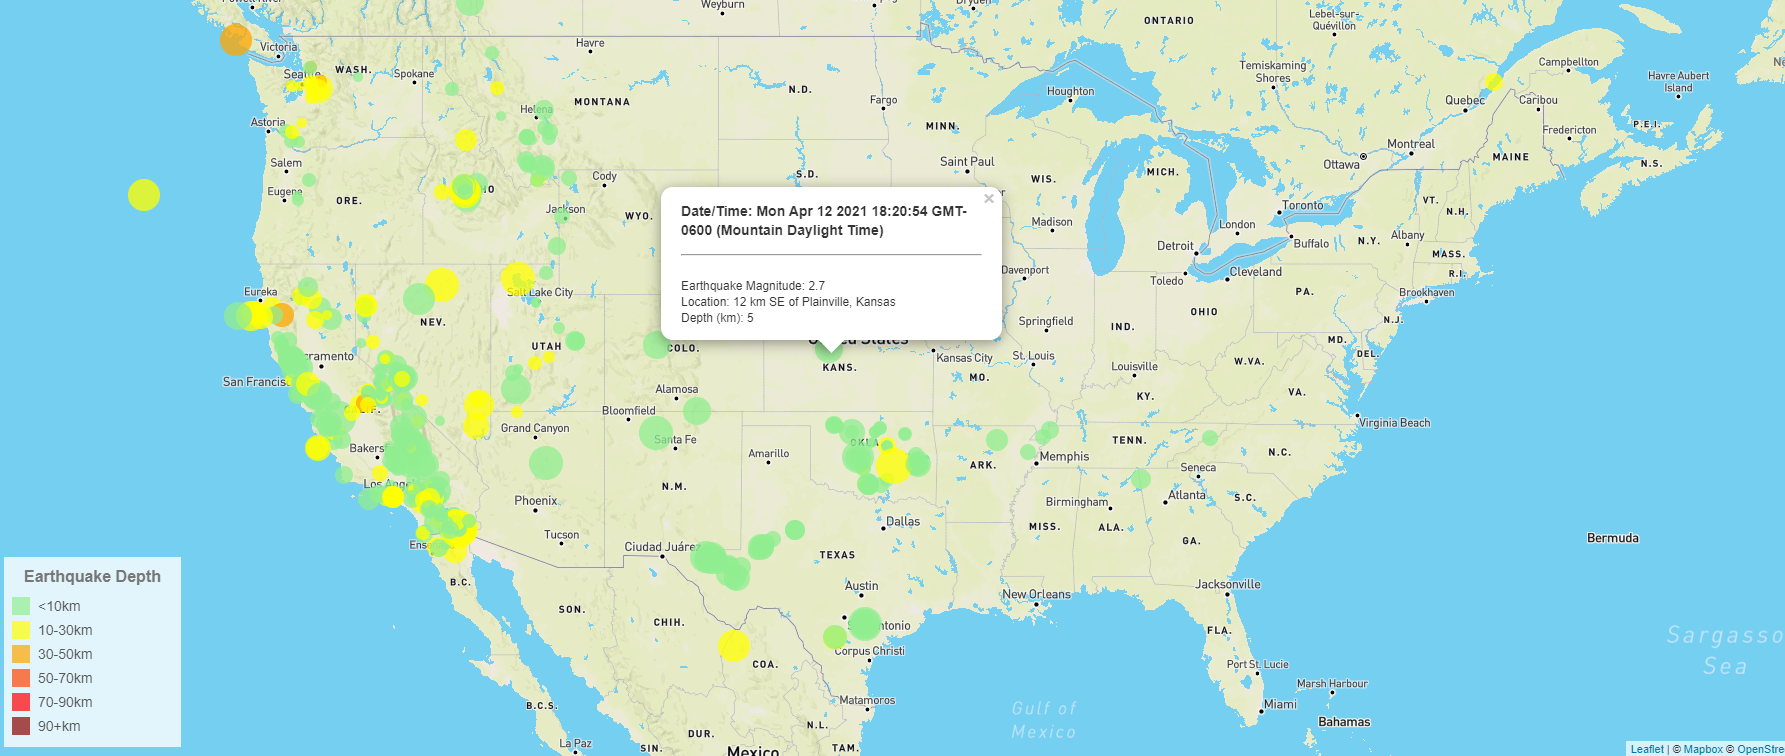 Powell River
Weyburn
Dryden
ONTARIO
Lebel-sur-
Quévillon
Victoria
Havre
Campbellton
Seattle
WASH.
Spokane
Temiskaming
Shores
Havre Aubert
Island
MONTANA
N.D.
Fargo
Houghton
Quebec
Caribou
Helena
Astoria
MINN.
P.E.I.
Fredericton
Salem
Saint Paul
Ottawa
Montreal
MAINE
N.S.
Eugene
ORE.
Cody
S.D.
WIS.
MICH.
Jackson
WYO.
Madison
Toronto
London
VT.
N.H.
Detroit
Buffalo
N.Y.
Albany
MASS.
Date/Time: Mon Apr 12 2021 18:20:54 GMT-
0600 (Mountain Daylight Time)
×
Earthquake Magnitude: 2.7
Location: 12 km SE of Plainville, Kansas
Depth (km): 5
Davenport
Toledo
Cleveland
R.I.
Eureka
Salt Lake City
PA.
Brookhaven
NEV.
Springfield
IND.
OHIO
N.J.
UTAH
COLO.
United States
MD.
DEL.
Sacramento
Kansas City
St. Louis
KANS.
W.VA.
San Francisco
MO.
Louisville
KY.
VA.
Alamosa
CALIF.
Bloomfield
Virginia Beach
Grand Canyon
Santa Fe
OKLA.
TENN.
Bakersfield
Amarillo
ARK.
Memphis
N.C.
Seneca
Los Angeles
N.M.
Phoenix
Birmingham
Atlanta
S.C.
Dallas
MISS.
ALA.
Tucson
GA.
Ensenada
Ciudad Juárez
TEXAS
Bermuda
B.C.
Austin
Jacksonville
New Orleans
SON.
CHIH.
San Antonio
FLA.
Sargasso
Sea
COA.
Corpus Christi
Port St. Lucie
Marsh Harbour
B.C.S.
Matamoros
Gulf of
Mexico
Miami
Bahamas
N.L.
DUR.
La Paz
SIN.
Mexico
TAM.
Earthquake Depth
<10km
10-30km
30-50km
50-70km
70-90km
90+km
Leaflet | © Mapbox © OpenStre